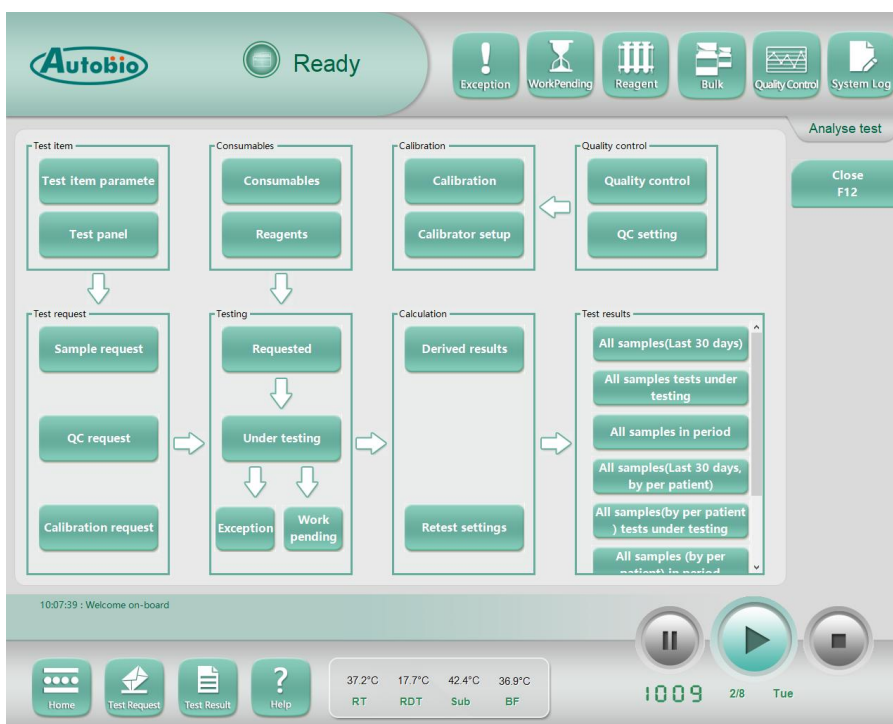 Autobio
Ready
Exception
WorkPending
Reagent
Bulk
Quality Control
System Log
Analyse test
Close
F12
Test item
Test item paramete
Test panel
Consumables
Consumables
Reagents
Calibration
Calibration
Calibrator setup
Quality control
Quality control
QC setting
Test request
Sample request
QC request
Calibration request
Testing
Requested
Under testing
Exception
Work
pending
Calculation
Derived results
Retest settings
Test results
All samples(Last 30 days)
All samples tests under
testing
All samples in period
All samples(Last 30 days,
by per patient)
All samples(by per patient
) tests under testing
All samples (by per
patient) in period
10:07:39 : Welcome on-board
Home
Test Request
Test Result
? 
Help
37.2°C 17.7°C 42.4°C 36.9°C
RT RDT Sub BF
1009 2/8 Tue